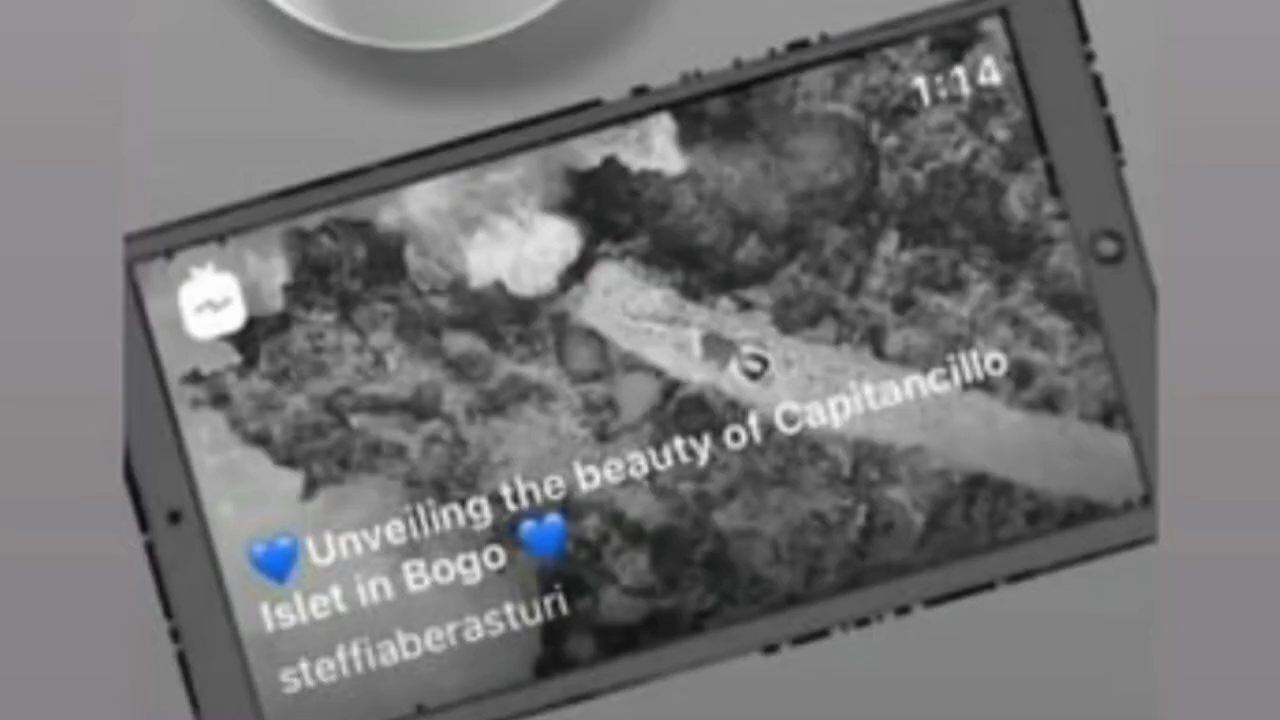 1:14
💙Unveiling the beauty of Capitancillo
Islet in Bogo 💙
steffiaberasturi